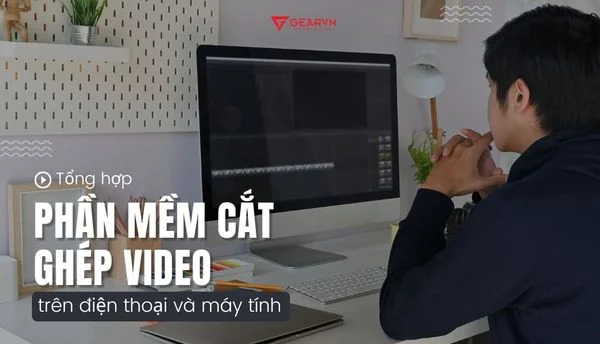 GEARVN
Tổng hợp
PHẦN MỀM CẮT
GHÉP VIDEO
trên điện thoại và máy tính